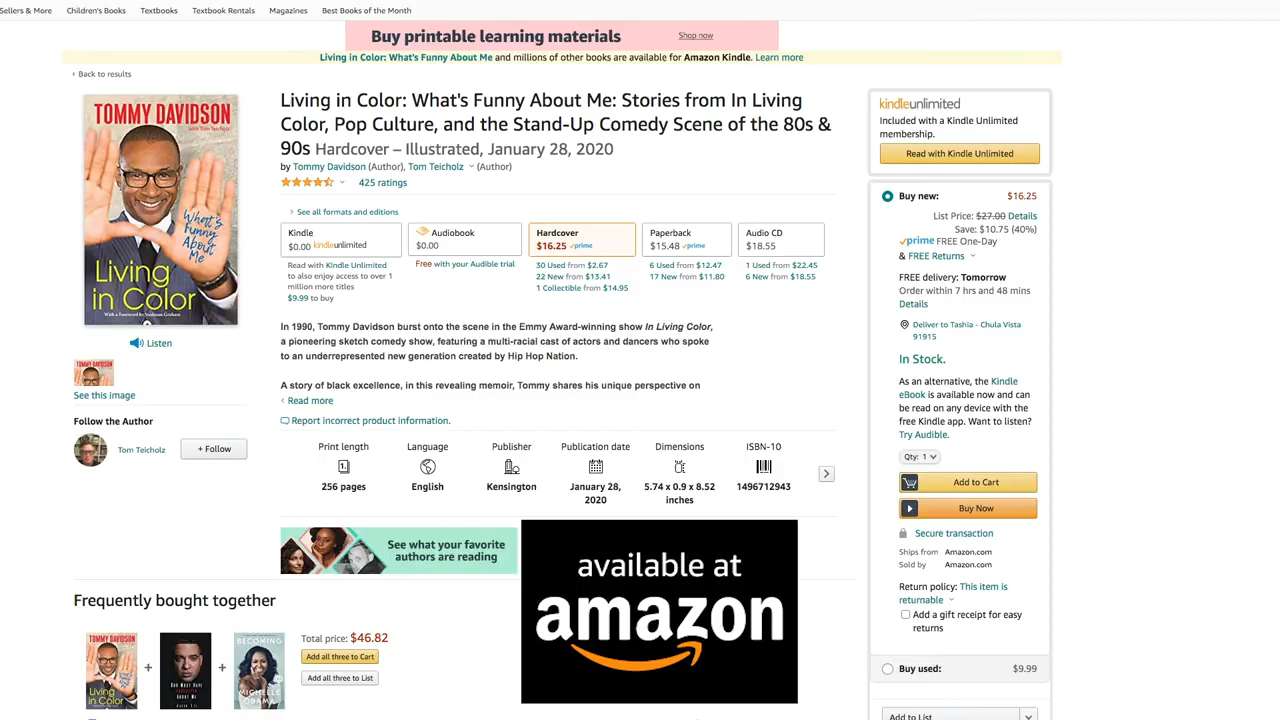 Sellers & More Children's Books Textbooks Textbook Rentals Magazines Best Books of the Month
Buy printable learning materials Shop now
Living in Color: What's Funny About Me and millions of other books are available for Amazon Kindle. Learn more
‹ Back to results
TOMMY DAVIDSON
with Tom Teicholz
What's
Funny
About
Me
Living
in Color
Listen
See this image
Follow the Author
Tom Teicholz
+ Follow
Living in Color: What's Funny About Me: Stories from In Living
Color, Pop Culture, and the Stand-Up Comedy Scene of the 80s &
90s Hardcover – Illustrated, January 28, 2020
by Tommy Davidson (Author), Tom Teicholz (Author)
425 ratings
See all formats and editions
Kindle
$0.00 kindleunlimited
Read with Kindle Unlimited
to also enjoy access to over 1
million more titles
$9.99 to buy
Audiobook
$0.00
Free with your Audible trial
Hardcover
$16.25 prime
30 Used from $2.67
22 New from $13.41
1 Collectible from $14.95
Paperback
$15.48 prime
6 Used from $12.47
17 New from $11.80
Audio CD
$18.55
1 Used from $22.45
6 New from $18.55
In 1990, Tommy Davidson burst onto the scene in the Emmy Award-winning show In Living Color,
a pioneering sketch comedy show, featuring a multi-racial cast of actors and dancers who spoke
to an underrepresented new generation created by Hip Hop Nation.
A story of black excellence, in this revealing memoir, Tommy shares his unique perspective on
‹ Read more
Report incorrect product information.
Print length
256 pages
Language
English
Publisher
Kensington
Publication date
January 28,
2020
Dimensions
5.74 x 0.9 x 8.52
inches
ISBN-10
1496712943
See what your favorite
authors are reading
available at
amazon
Frequently bought together
TOMMY DAVIDSON
Living
in Color
+
+
BECOMING
MICHELLE
OBAMA
Total price: $46.82
Add all three to Cart
Add all three to List
kindleunlimited
Included with a Kindle Unlimited
membership.
Read with Kindle Unlimited
Buy new: $16.25
List Price: $27.00 Details
Save: $10.75 (40%)
prime FREE One-Day
& FREE Returns
FREE delivery: Tomorrow
Order within 7 hrs and 48 mins
Details
Deliver to Tashia - Chula Vista
91915
In Stock.
As an alternative, the Kindle
eBook is available now and can
be read on any device with the
free Kindle app. Want to listen?
Try Audible.
Qty: 1
Add to Cart
Buy Now
Secure transaction
Ships from Amazon.com
Sold by Amazon.com
Return policy: This item is
returnable
Add a gift receipt for easy
returns
Buy used: $9.99
Add to List